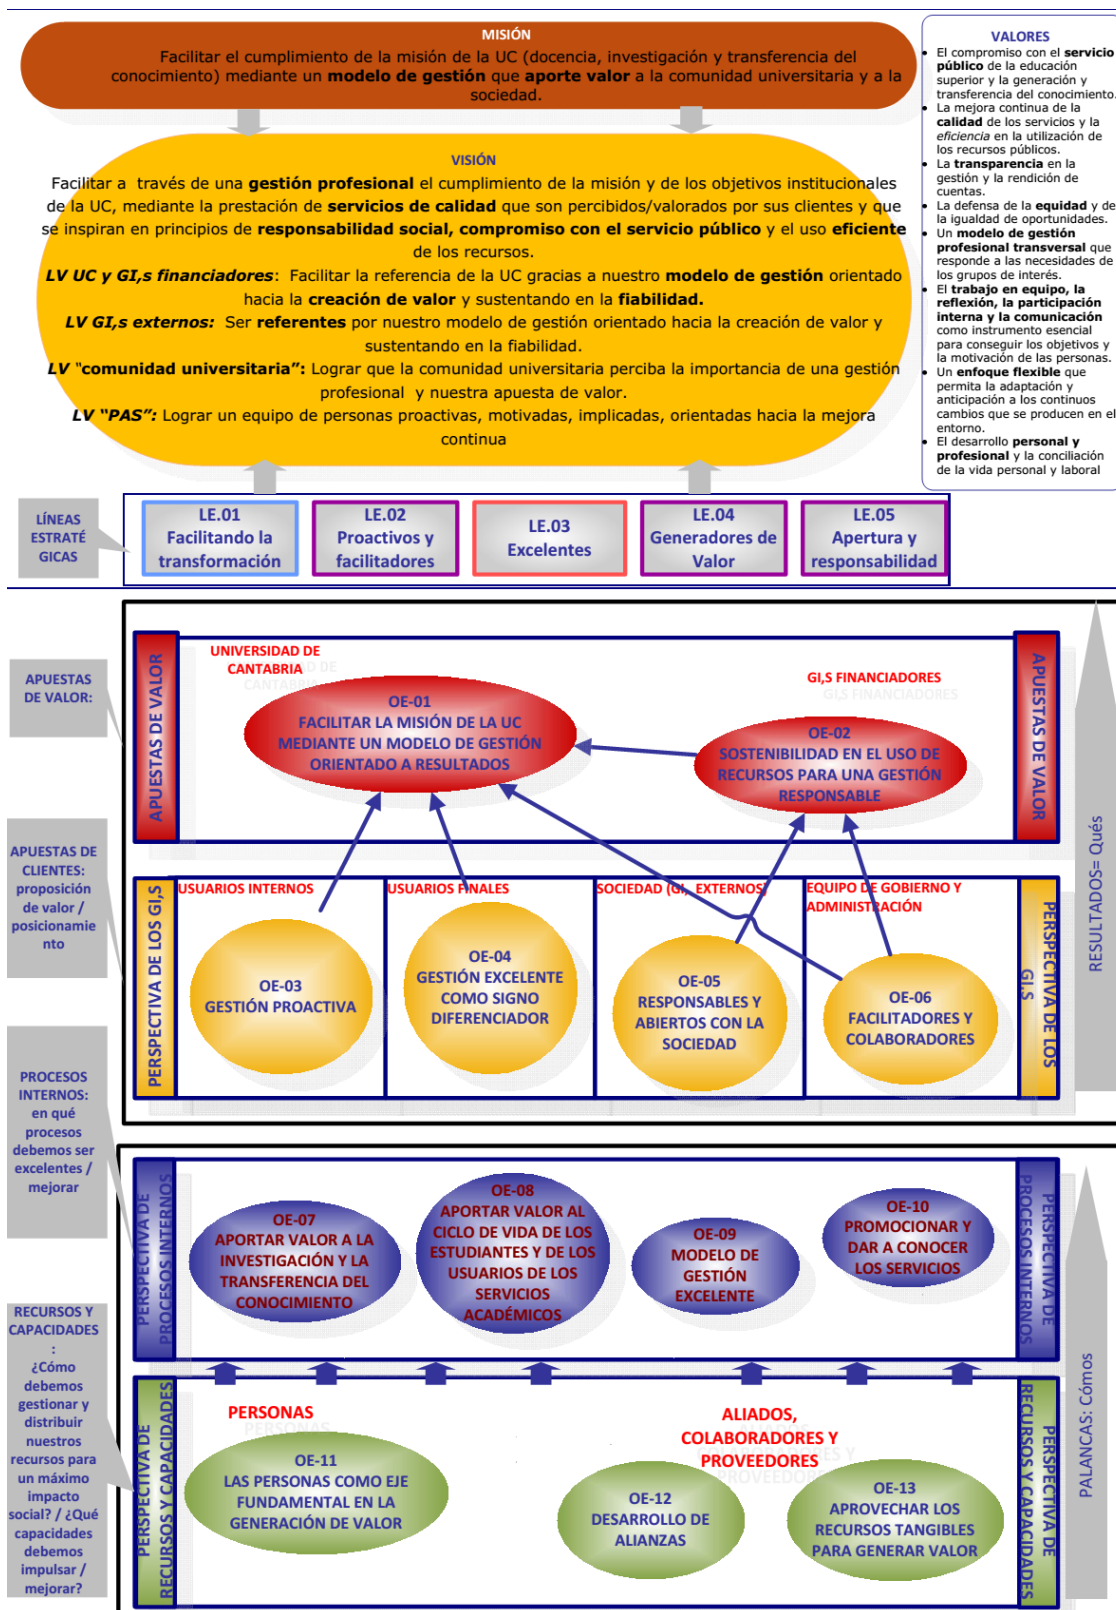 MISIÓN
Facilitar el cumplimiento de la misión de la UC (docencia, investigación y transferencia del
conocimiento) mediante un modelo de gestión que aporte valor a la comunidad universitaria y a la
sociedad.
VALORES
El compromiso con el servicio
público de la educación
superior y la generación y
transferencia del conocimiento.
La mejora continua de la
calidad de los servicios y la
eficiencia en la utilización de
los recursos públicos.
La transparencia en la
gestión y la rendición de
cuentas.
La defensa de la equidad y de
la igualdad de oportunidades.
Un modelo de gestión
profesional transversal que
responde a las necesidades de
los grupos de interés.
El trabajo en equipo, la
reflexión, la participación
interna y la comunicación
como instrumento esencial
para conseguir los objetivos y
la motivación de las personas.
Un enfoque flexible que
permita la adaptación y
anticipación a los continuos
cambios que se producen en el
entorno.
El desarrollo personal y
profesional y la conciliación
de la vida personal y laboral
VISIÓN
Facilitar a través de una gestión profesional el cumplimiento de la misión y de los objetivos institucionales
de la UC, mediante la prestación de servicios de calidad que son percibidos/valorados por sus clientes y que
se inspiran en principios de responsabilidad social, compromiso con el servicio público y el uso eficiente
de los recursos.
LV UC y GI,s financiadores: Facilitar la referencia de la UC gracias a nuestro modelo de gestión orientado
hacia la creación de valor y sustentando en la fiabilidad.
LV GI,s externos: Ser referentes por nuestro modelo de gestión orientado hacia la creación de valor y
sustentando en la fiabilidad.
LV "comunidad universitaria": Lograr que la comunidad universitaria perciba la importancia de una gestión
profesional y nuestra apuesta de valor.
LV "PAS": Lograr un equipo de personas proactivas, motivadas, implicadas, orientadas hacia la mejora
continua
LÍNEAS
ESTRATÉ
GICAS
LE.01
Facilitando la
transformación
LE.02
Proactivos y
facilitadores
LE.03
Excelentes
LE.04
Generadores de
Valor
LE.05
Apertura y
responsabilidad
APUESTAS
DE VALOR:
APUESTAS DE VALOR
UNIVERSIDAD DE
CANTABRIA
OE-01
FACILITAR LA MISIÓN DE LA UC
MEDIANTE UN MODELO DE GESTIÓN
ORIENTADO A RESULTADOS
GI,S FINANCIADORES
OE-02
SOSTENIBILIDAD EN EL USO DE
RECURSOS PARA UNA GESTIÓN
RESPONSABLE
APUESTAS DE VALOR
RESULTADOS= Qués
APUESTAS DE
CLIENTES:
proposición
de valor /
posicionamie
nto
PERSPECTIVA DE LOS GI,S
USUARIOS INTERNOS
OE-03
GESTIÓN PROACTIVA
USUARIOS FINALES
OE-04
GESTIÓN EXCELENTE
COMO SIGNO
DIFERENCIADOR
SOCIEDAD (GI, EXTERNOS)
OE-05
RESPONSABLES Y
ABIERTOS CON LA
SOCIEDAD
EQUIPO DE GOBIERNO Y
ADMINISTRACIÓN
OE-06
FACILITADORES Y
COLABORADORES
PERSPECTIVA DE LOS
GI,S
PROCESOS
INTERNOS:
en qué
procesos
debemos ser
excelentes /
mejorar
PERSPECTIVA DE
PROCESOS INTERNOS
OE-07
APORTAR VALOR A LA
INVESTIGACIÓN Y LA
TRANSFERENCIA DEL
CONOCIMIENTO
OE-08
APORTAR VALOR AL
CICLO DE VIDA DE LOS
ESTUDIANTES Y DE LOS
USUARIOS DE LOS
SERVICIOS
ACADÉMICOS
OE-09
MODELO DE
GESTIÓN
EXCELENTE
OE-10
PROMOCIONAR Y
DAR A CONOCER
LOS SERVICIOS
PERSPECTIVA DE
PROCESOS INTERNOS
PALANCAS: Cómos
RECURSOS Y
CAPACIDADES
:
¿Cómo
debemos
gestionar y
distribuir
nuestros
recursos para
un máximo
impacto
social? / ¿Qué
capacidades
debemos
impulsar /
mejorar?
PERSPECTIVA DE
RECURSOS Y CAPACIDADES
PERSONAS
OE-11
LAS PERSONAS COMO EJE
FUNDAMENTAL EN LA
GENERACIÓN DE VALOR
ALIADOS,
COLABORADORES Y
PROVEEDORES
OE-12
DESARROLLO DE
ALIANZAS
OE-13
APROVECHAR LOS
RECURSOS TANGIBLES
PARA GENERAR VALOR
PERSPECTIVA DE
RECURSOS Y CAPACIDADES